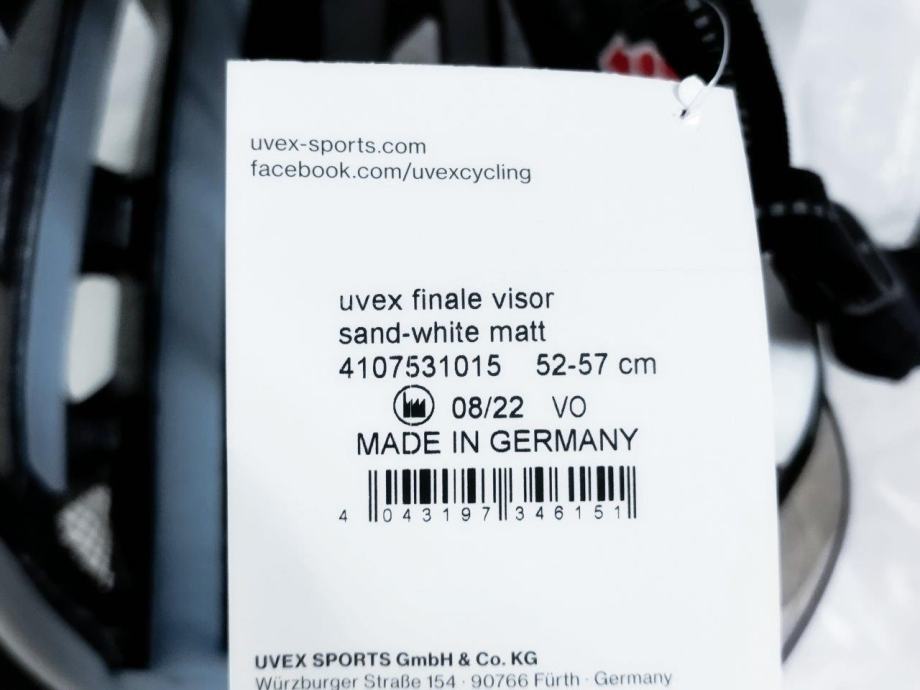 uvex-sports.com
facebook.com/uvexcycling
uvex finale visor
sand-white matt
4107531015 52-57 cm
08/22 VO
MADE IN GERMANY
4 043197 346151
UVEX SPORTS GmbH & Co. KG
Würzburger Straße 154 · 90766 Fürth · Germany